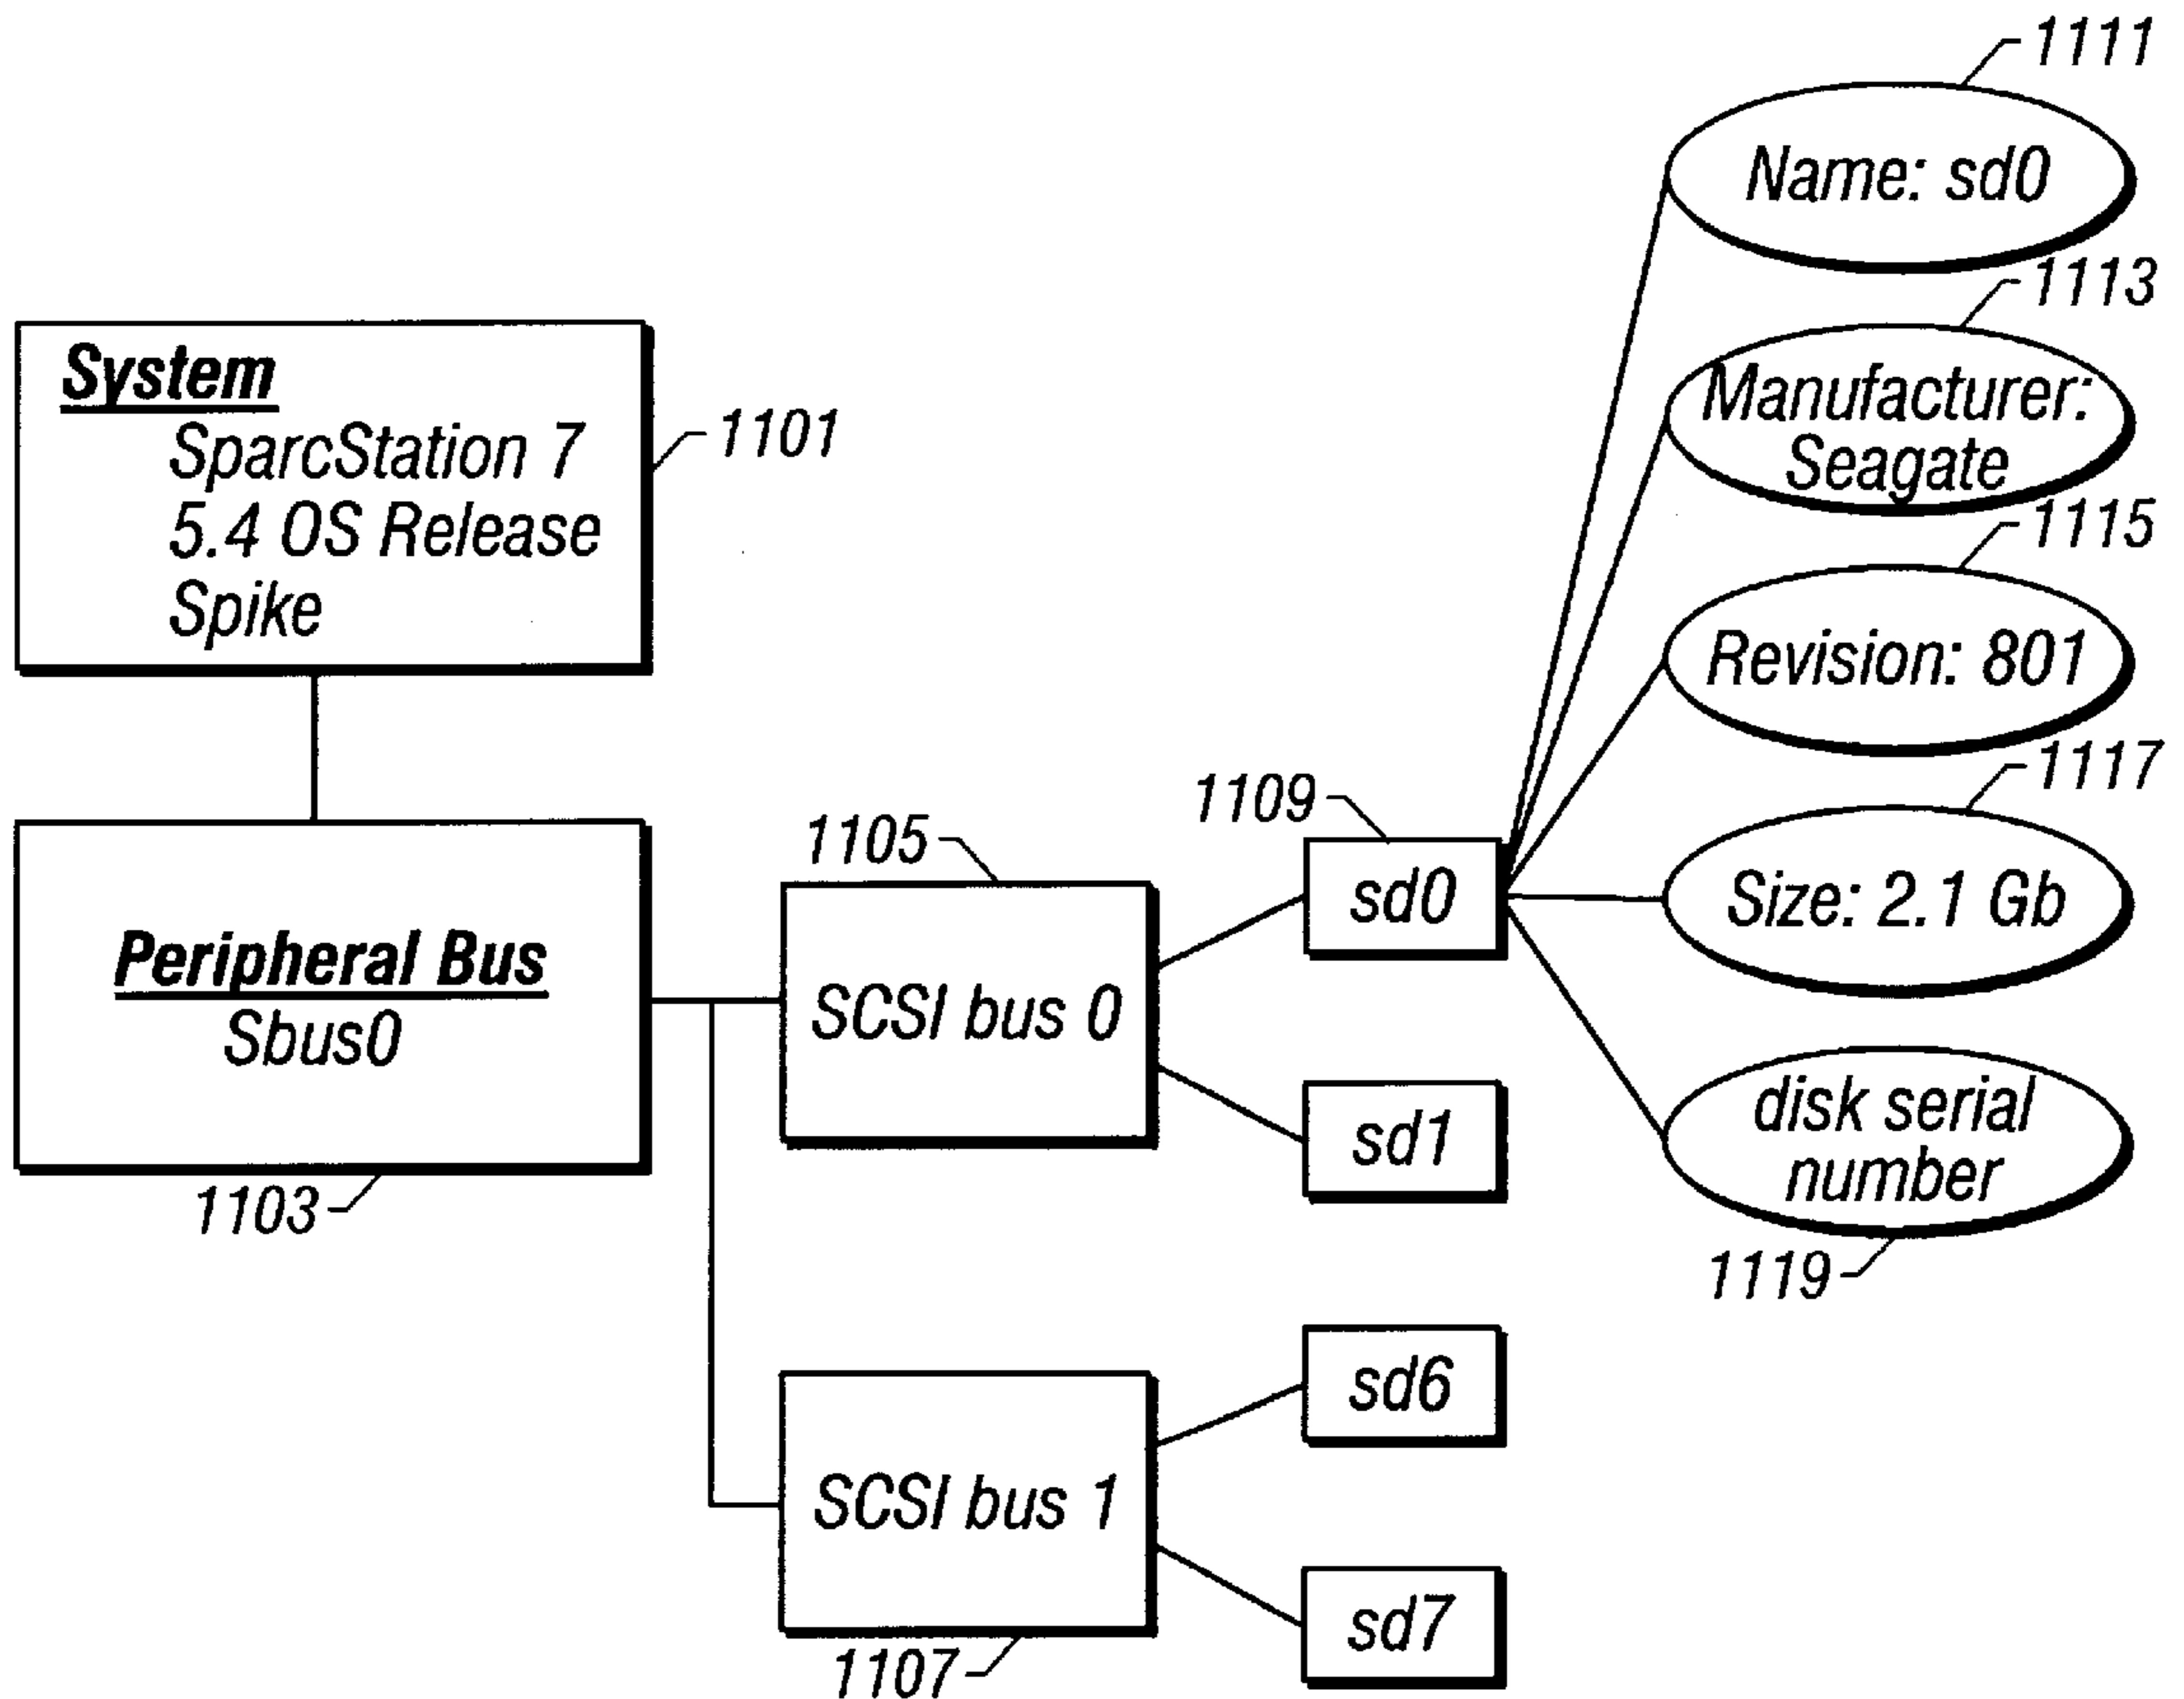 1111
Name: sd0
1113
Manufacturer:
Seagate
1115
Revision: 801
1117
Size: 2.1 Gb
disk serial
number
1119
System
SparcStation 7
5.4 OS Release
Spike
1101
Peripheral Bus
Sbus0
1103
1105
SCSI bus 0
1109
sd0
sd1
SCSI bus 1
1107
sd6
sd7